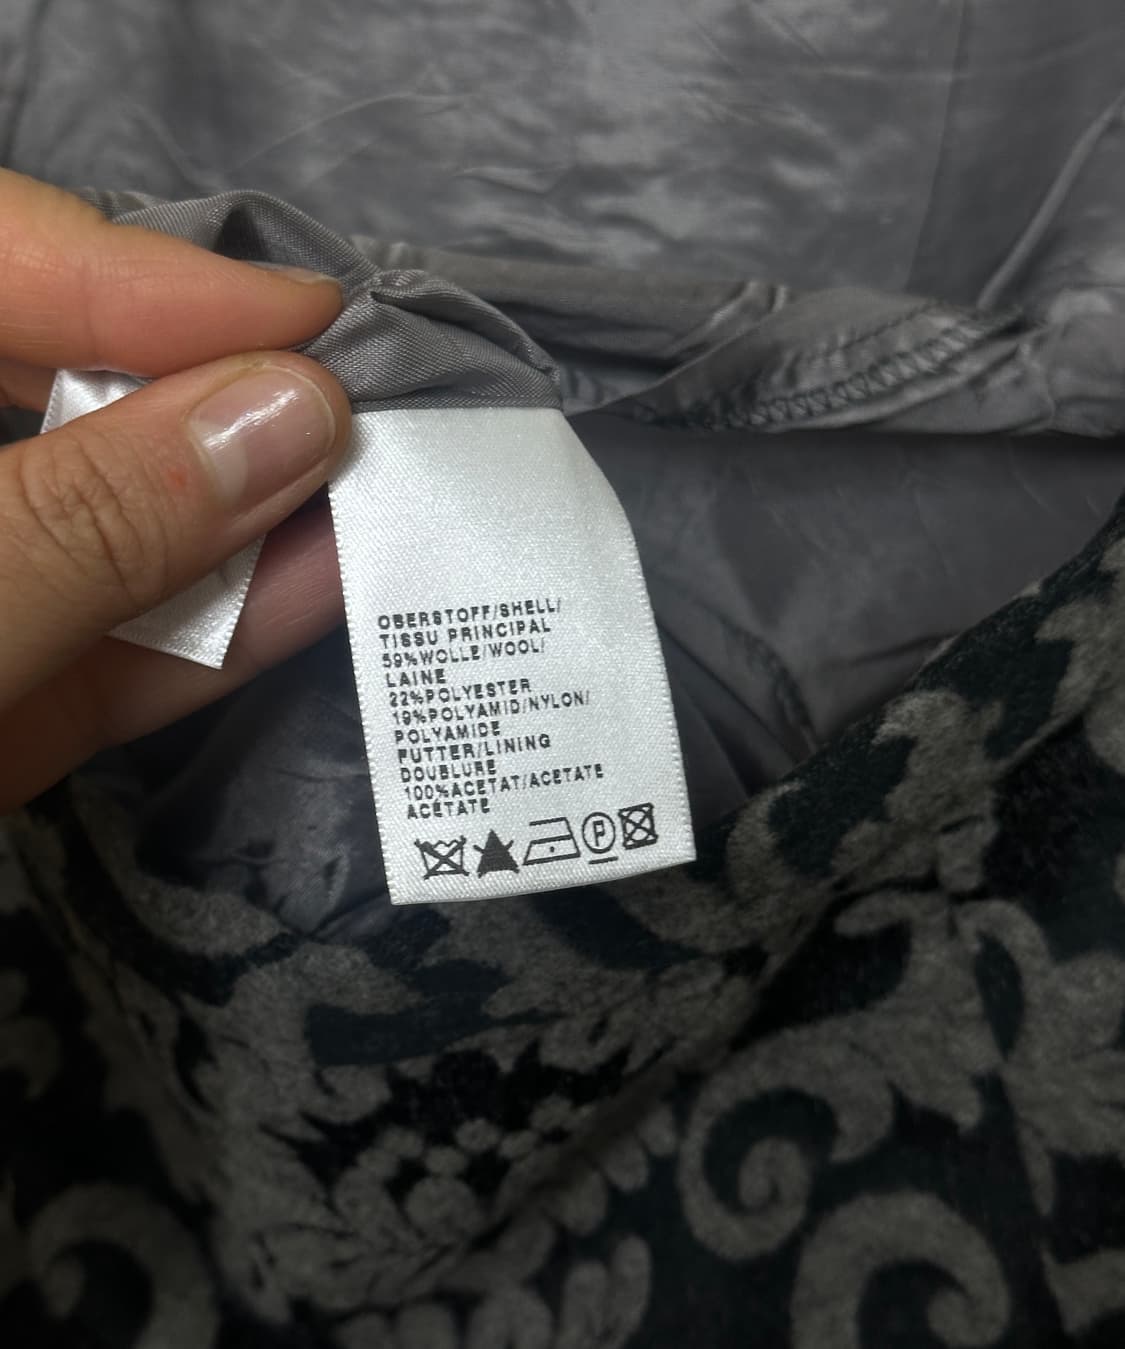 OBERSTOFF/SHELL/
TISSU PRINCIPAL
59%WOLLE/WOOL/
LAINE
22%POLYESTER
19%POLYAMID/NYLON/
POLYAMIDE
FUTTER/LINING
DOUBLURE
100%ACETAT/ACETATE
ACÉTATE
P